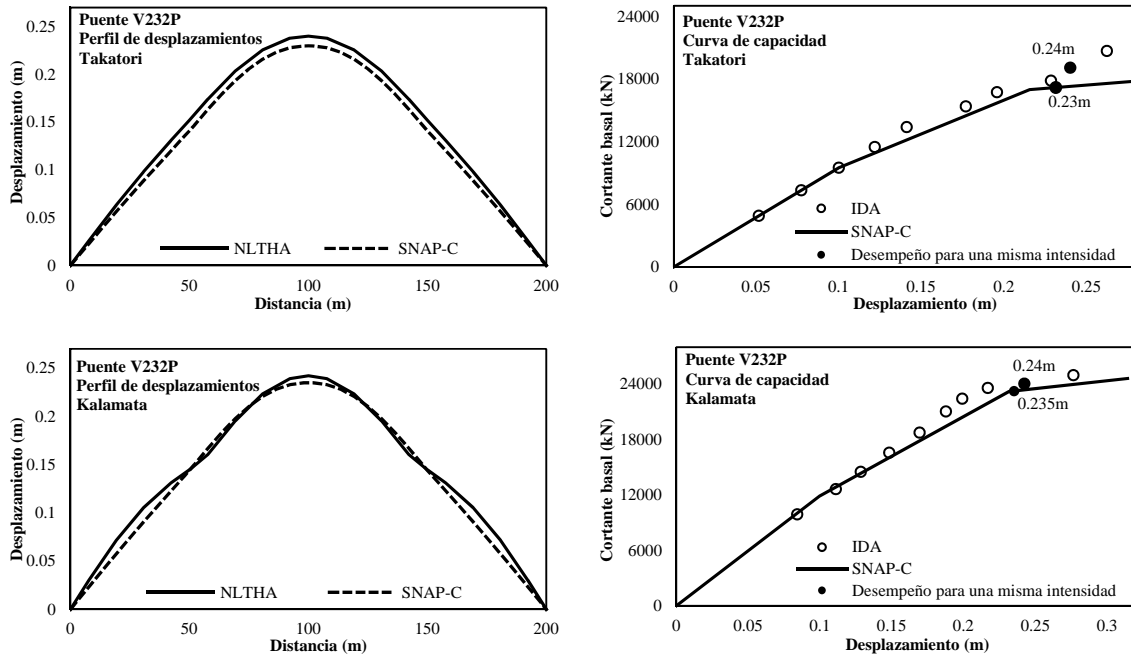 Puente V232P
Perfil de desplazamientos
Takatori
Desplazamiento (m)
0.25
0.2
0.15
0.1
0.05
0
NLTHA
SNAP-C
0 50 100 150 200
Distancia (m)
Puente V232P
Curva de capacidad
Takatori
Cortante basal (kN)
24000
18000
12000
6000
0
0.24m
0.23m
IDA
SNAP-C
Desempeño para una misma intensidad
0 0.05 0.1 0.15 0.2 0.25
Desplazamiento (m)
Puente V232P
Perfil de desplazamientos
Kalamata
Desplazamiento (m)
0.25
0.2
0.15
0.1
0.05
0
NLTHA
SNAP-C
0 50 100 150 200
Distancia (m)
Puente V232P
Curva de capacidad
Kalamata
Cortante basal (kN)
24000
18000
12000
6000
0
0.24m
0.235m
IDA
SNAP-C
Desempeño para una misma intensidad
0 0.05 0.1 0.15 0.2 0.25 0.3
Desplazamiento (m)